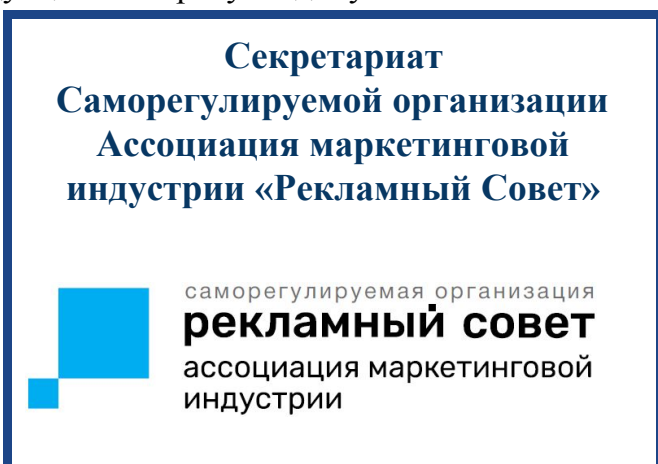 Секретариат
Саморегулируемой организации
Ассоциация маркетинговой
индустрии «Рекламный Совет»
саморегулируемая организация
рекламный совет
ассоциация маркетинговой
индустрии